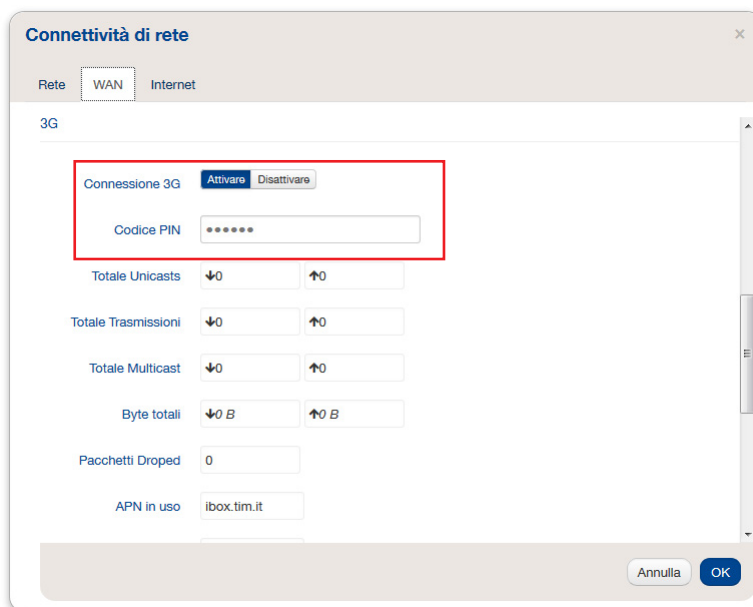 Connettività di rete ×
Rete WAN Internet
3G
Connessione 3G Attivare Disattivare
Codice PIN ••••••
Totale Unicasts ↓0 ↑0
Totale Trasmissioni ↓0 ↑0
Totale Multicast ↓0 ↑0
Byte totali ↓0 B ↑0 B
Pacchetti Droped 0
APN in uso ibox.tim.it
Annulla OK